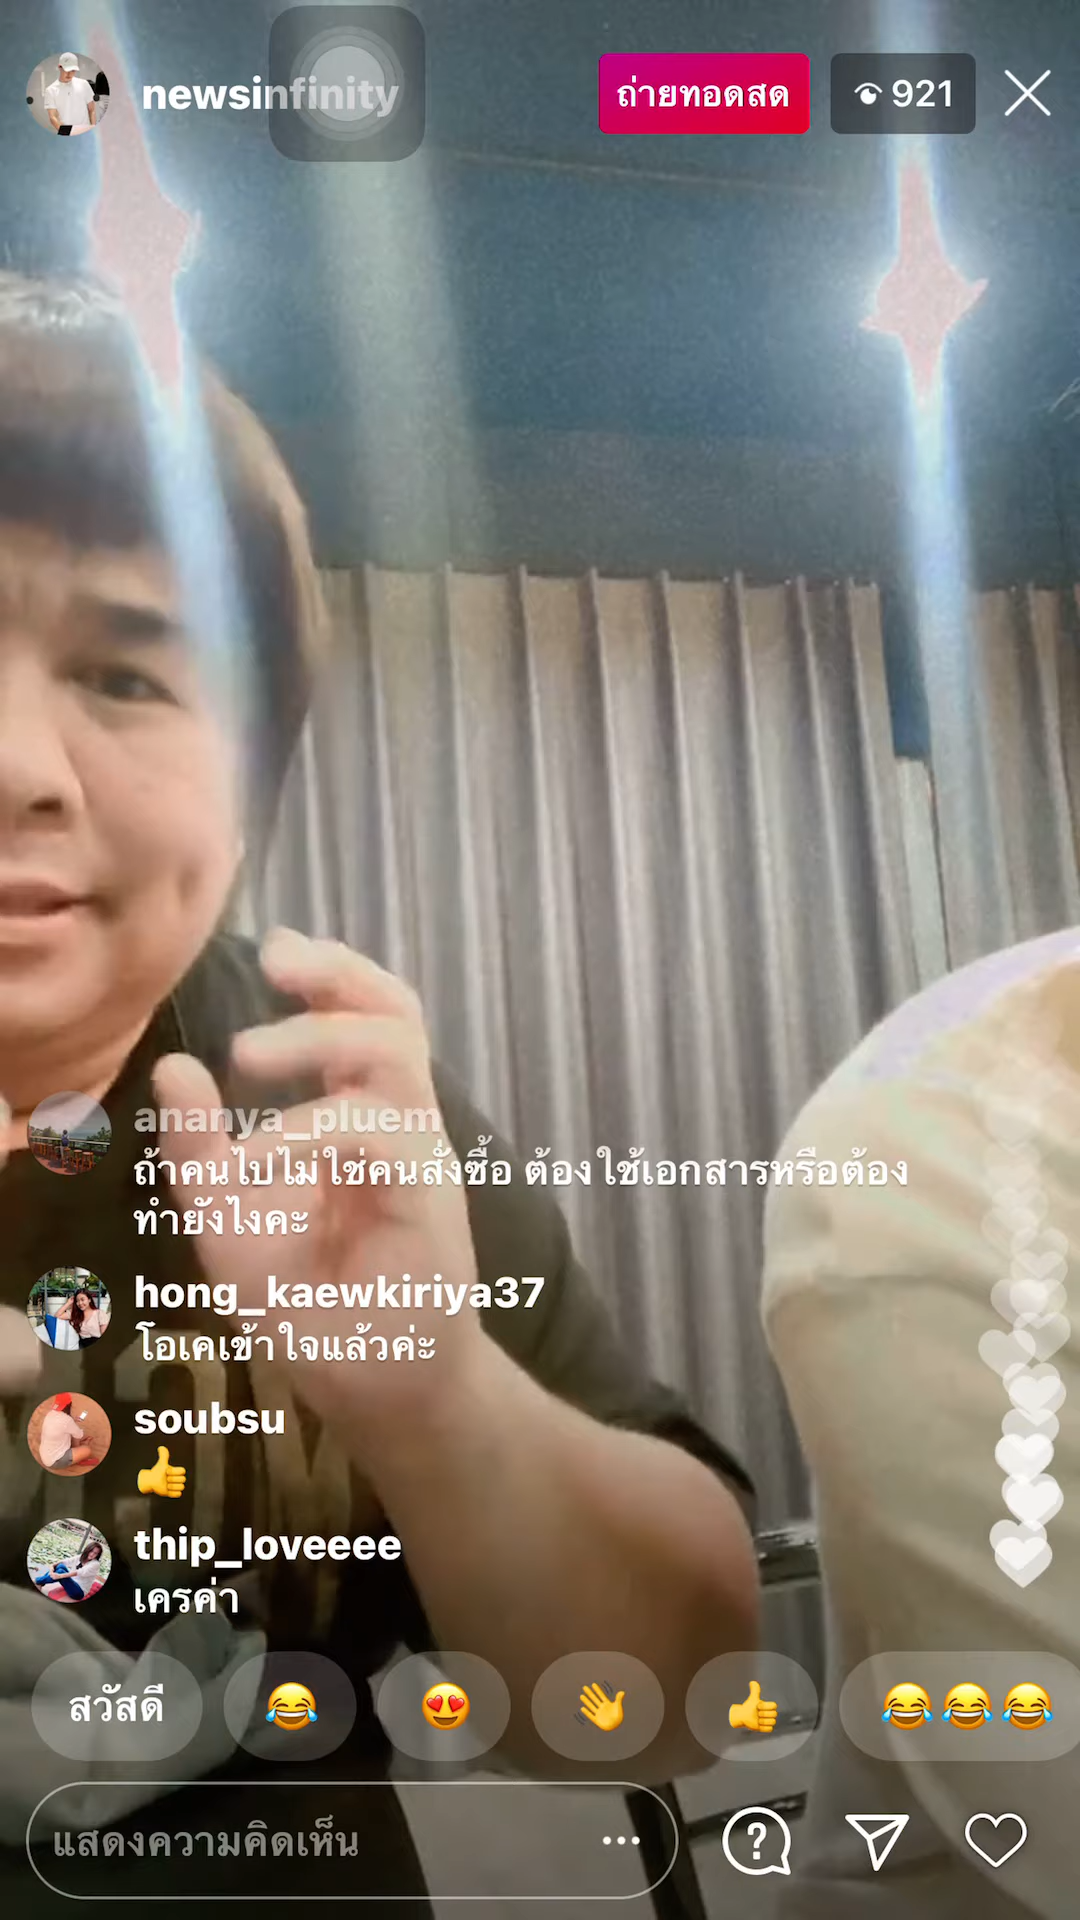 newsinfinity
ถ่ายทอดสด
921
ananya_pluem
ถ้าคนไปไม่ใช่คนสั่งซื้อ ต้องใช้เอกสารหรือต้อง
ทำยังไงคะ
hong_kaewkiriya37
โอเคเข้าใจแล้วค่ะ
soubsu
👍
thip_loveeee
เครค่า
สวัสดี 😂 😍 👋 👍 😂😂😂
แสดงความคิดเห็น